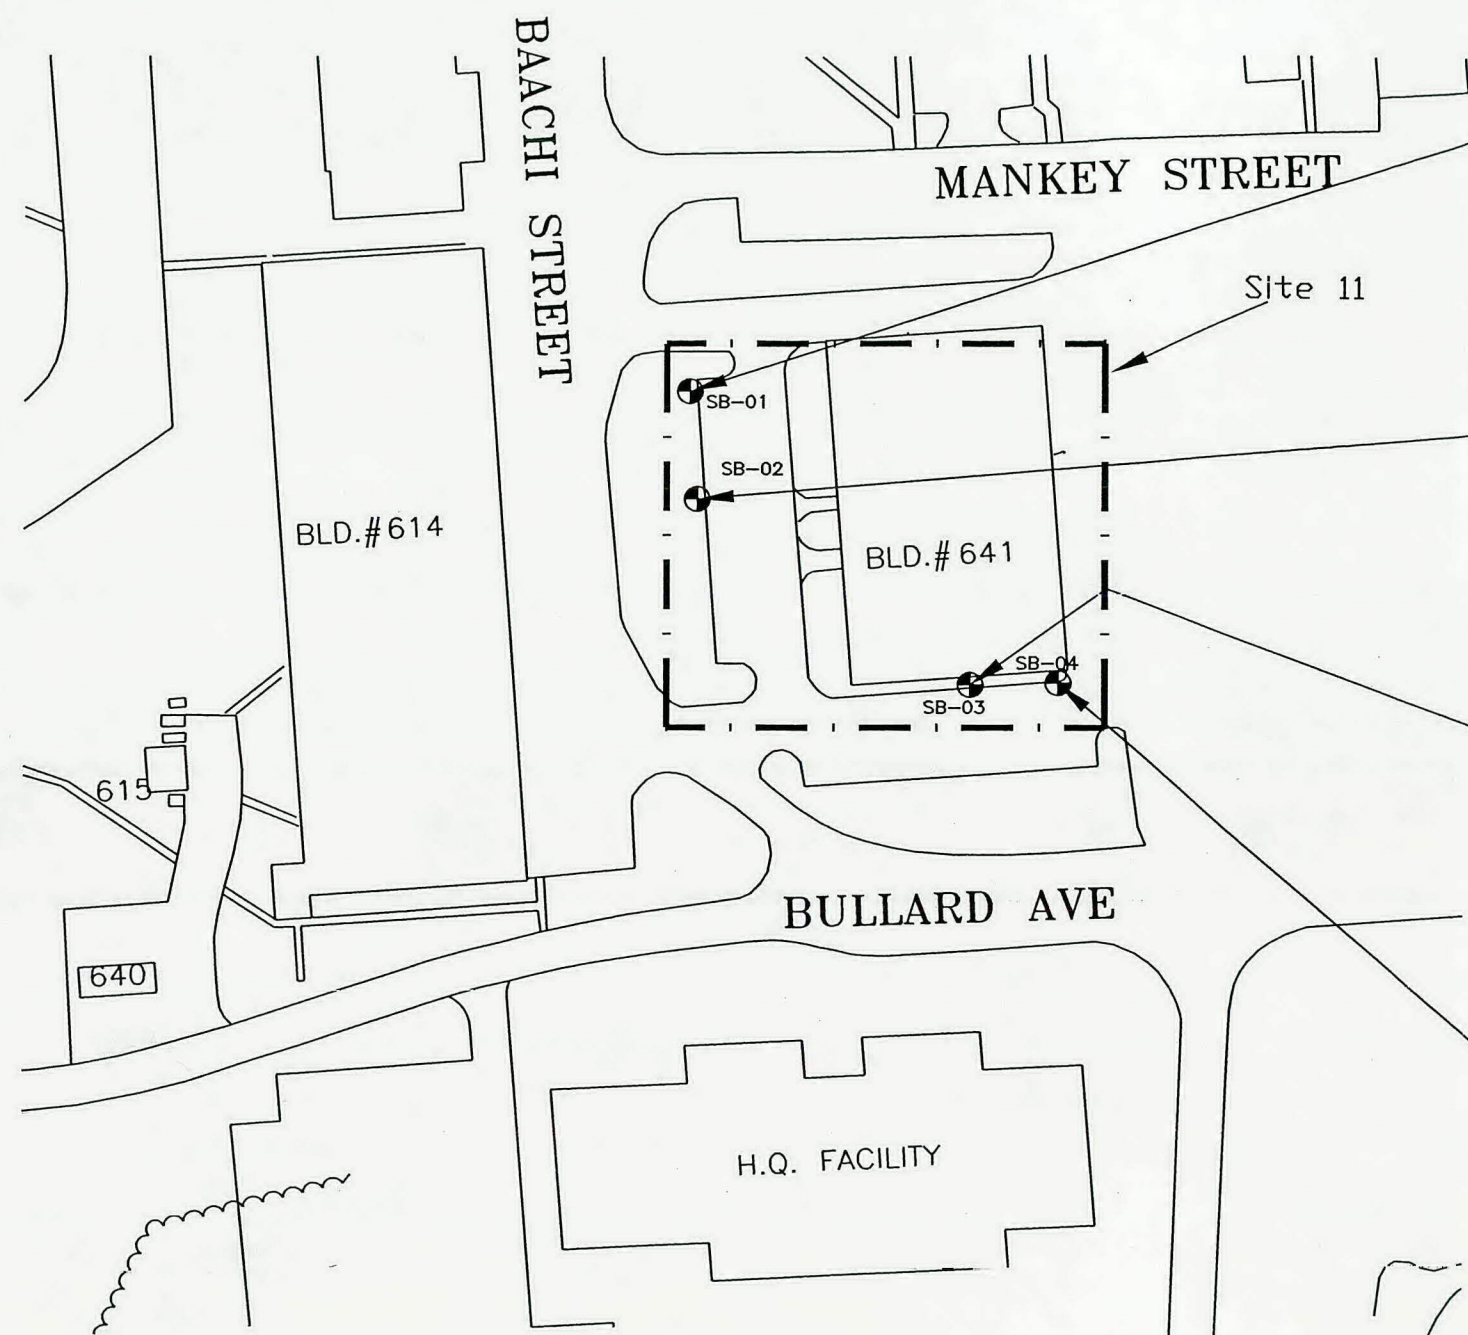 BAACHI STREET
MANKEY STREET
Site 11
SB-01
SB-02
BLD.#614
BLD.#641
SB-04
SB-03
615
BULLARD AVE
640
H.Q. FACILITY